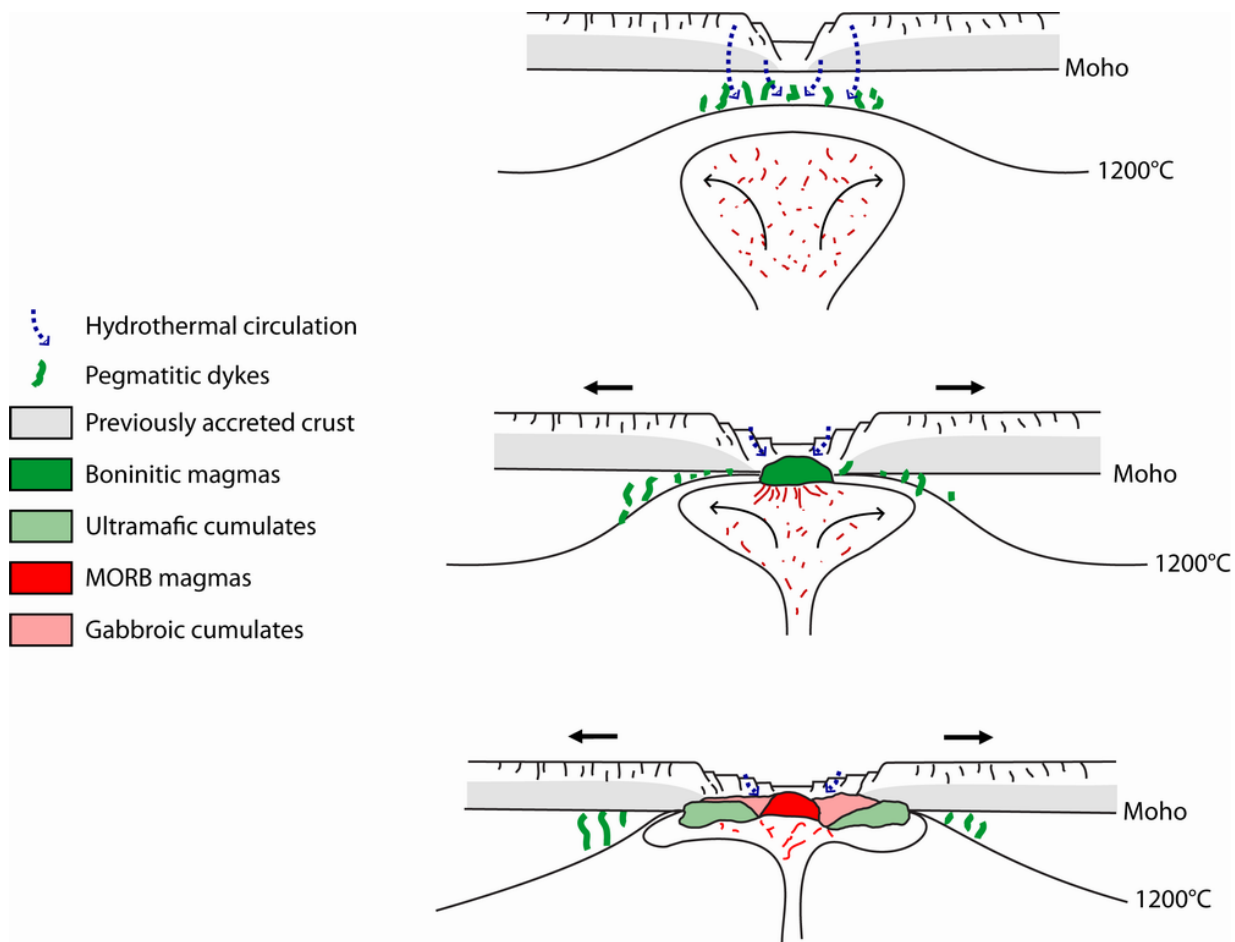 Moho
1200°C
Hydrothermal circulation
Pegmatitic dykes
Previously accreted crust
Boninitic magmas
Ultramafic cumulates
MORB magmas
Gabbroic cumulates
Moho
1200°C
Moho
1200°C